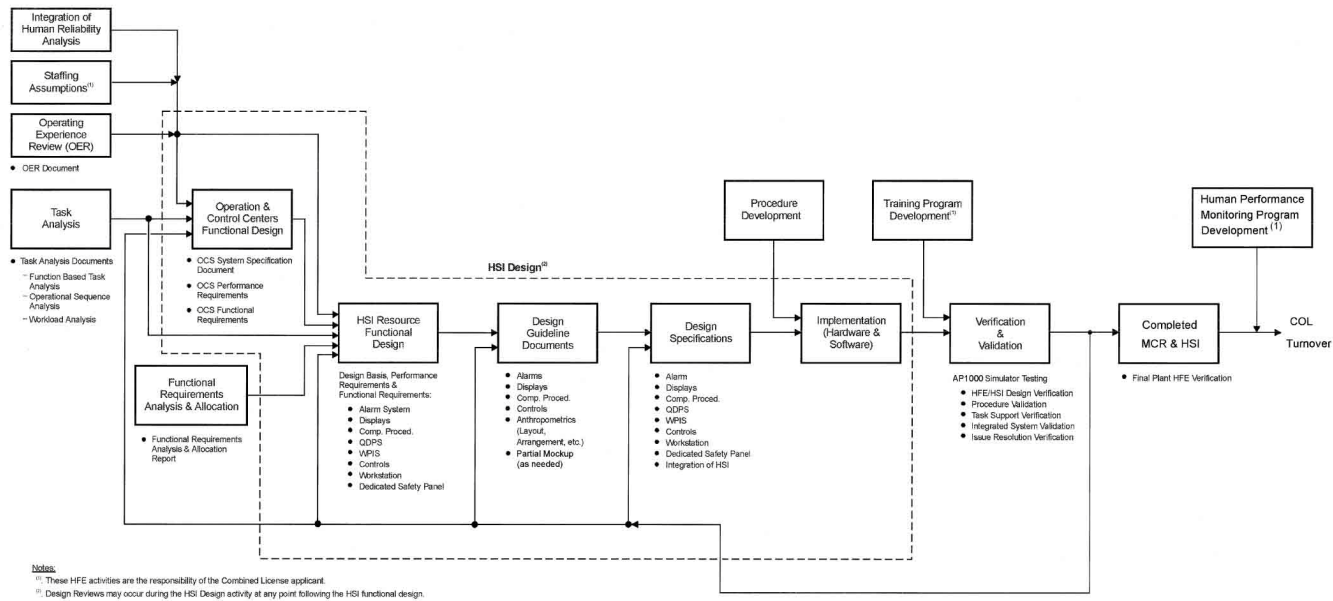 Integration of
Human Reliability
Analysis
Staffing
Assumptions(1)
Operating
Experience
Review (OER)
• OER Document
Task
Analysis
• Task Analysis Documents
– Function Based Task
Analysis
– Operational Sequence
Analysis
– Workload Analysis
Operation &
Control Centers
Functional Design
• OCS System Specification
Document
• OCS Performance
Requirements
• OCS Functional
Requirements
Functional
Requirements
Analysis & Allocation
• Functional Requirements
Analysis & Allocation
Report
HSI Design(2)
HSI Resource
Functional
Design
Design Basis, Performance
Requirements &
Functional Requirements:
• Alarm System
• Displays
• Comp. Proced.
• QDPS
• WPIS
• Controls
• Workstation
• Dedicated Safety Panel
Design
Guideline
Documents
• Alarms
• Displays
• Comp. Proced.
• Controls
• Anthropometrics
(Layout,
Arrangement, etc.)
• Partial Mockup
(as needed)
Design
Specifications
• Alarm
• Displays
• Comp. Proced.
• QDPS
• WPIS
• Controls
• Workstation
• Dedicated Safety Panel
• Integration of HSI
Procedure
Development
Implementation
(Hardware &
Software)
Training Program
Development(1)
Verification
&
Validation
AP1000 Simulator Testing
• HFE/HSI Design Verification
• Procedure Validation
• Task Support Verification
• Integrated System Validation
• Issue Resolution Verification
Completed
MCR & HSI
• Final Plant HFE Verification
Human Performance
Monitoring Program
Development (1)
COL
Turnover
Notes:
(1). These HFE activities are the responsibility of the Combined License applicant.
(2). Design Reviews may occur during the HSI Design activity at any point following the HSI functional design.